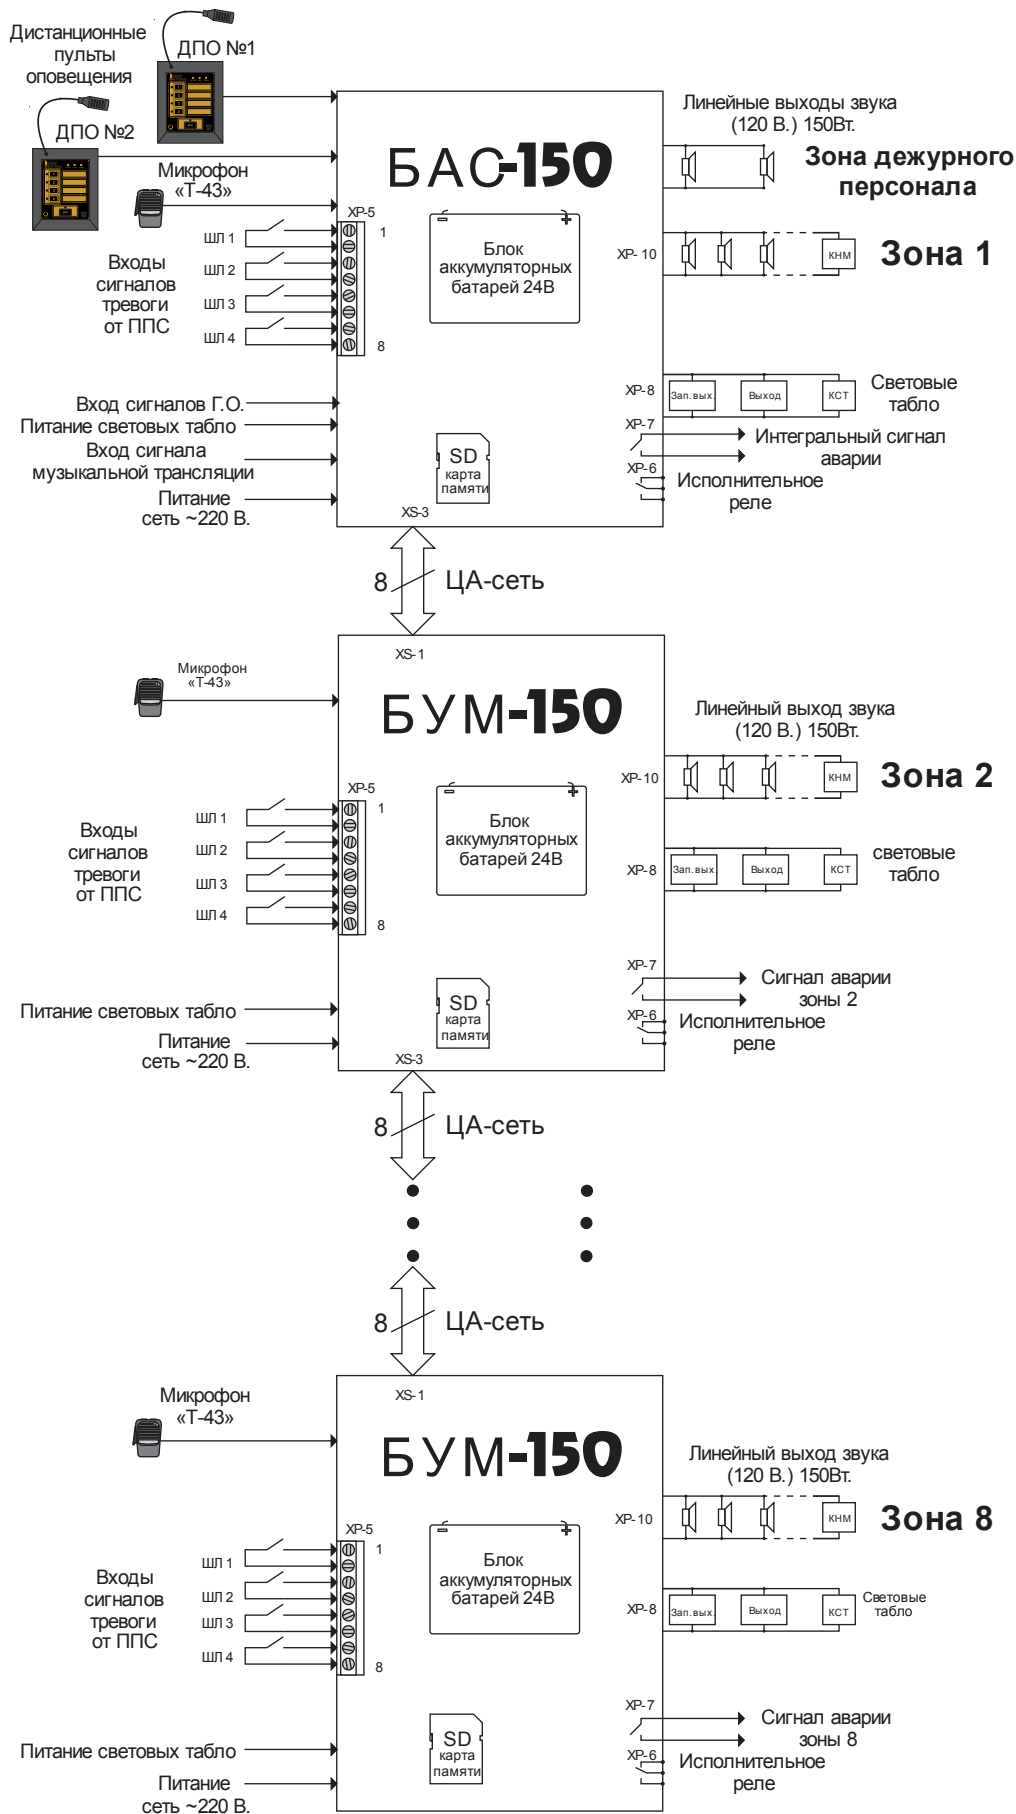 Дистанционные
пульты
оповещения
ДПО №1
ДПО №2
Микрофон
«Т-43»
БАС-150
Линейные выходы звука
(120 В.) 150Вт.
Зона дежурного
персонала
XP-5
1
8
ШЛ 1
ШЛ 2
ШЛ 3
ШЛ 4
Входы
сигналов
тревоги
от ППС
Блок
аккумуляторных
батарей 24В
XP- 10
КНМ
Зона 1
Вход сигналов Г.О.
Питание световых табло
Вход сигнала
музыкальной трансляции
Питание
сеть ~220 В.
SD
карта
памяти
XP-8
Зап.вых.
Выход
КСТ
Световые
табло
XP-7
Интегральный сигнал
аварии
XP-6
Исполнительное
реле
XS-3
8
ЦА-сеть
XS-1
Микрофон
«Т-43»
БУМ-150
Линейный выход звука
(120 В.) 150Вт.
XP-5
1
8
ШЛ 1
ШЛ 2
ШЛ 3
ШЛ 4
Входы
сигналов
тревоги
от ППС
Блок
аккумуляторных
батарей 24В
XP-10
КНМ
Зона 2
XP-8
Зап.вых.
Выход
КСТ
световые
табло
Питание световых табло
Питание
сеть ~220 В.
SD
карта
памяти
XP-7
Сигнал аварии
зоны 2
XP-6
Исполнительное
реле
XS-3
8
ЦА-сеть
8
ЦА-сеть
XS-1
Микрофон
«Т-43»
БУМ-150
Линейный выход звука
(120 В.) 150Вт.
XP-5
1
8
ШЛ 1
ШЛ 2
ШЛ 3
ШЛ 4
Входы
сигналов
тревоги
от ППС
Блок
аккумуляторных
батарей 24В
XP-10
КНМ
Зона 8
XP-8
Зап.вых.
Выход
КСТ
Световые
табло
Питание световых табло
Питание
сеть ~220 В.
SD
карта
памяти
XP-7
Сигнал аварии
зоны 8
XP-6
Исполнительное
реле